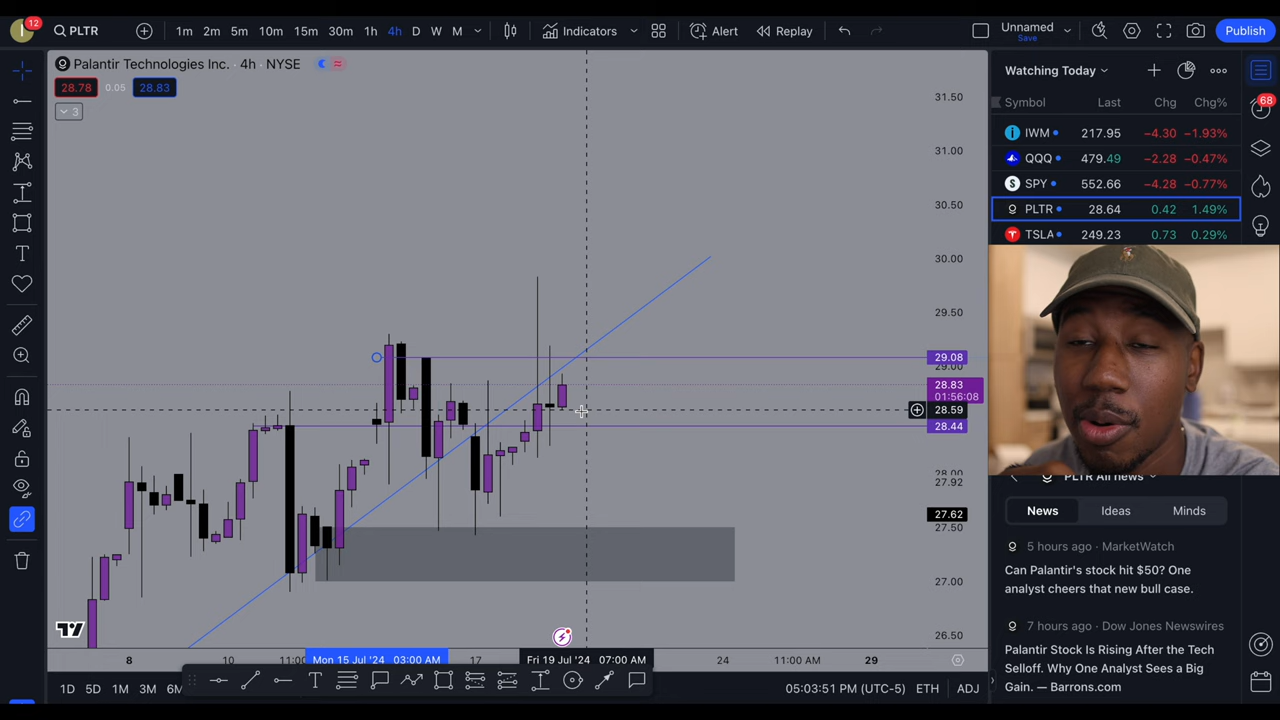 I
12
PLTR
1m 2m 5m 10m 15m 30m 1h 4h D W M
Indicators
Alert
Replay
Unnamed
Save
Publish
Palantir Technologies Inc. · 4h · NYSE
28.78 0.05 28.83
3
31.50
31.00
30.50
30.00
29.50
29.08
29.00
28.83
01:56:08
28.59
28.44
28.00
27.92
27.62
27.50
27.00
26.50
8 10 11:00 Mon 15 Jul '24 03:00 AM 17 Fri 19 Jul '24 07:00 AM 24 11:00 AM 29
1D 5D 1M 3M 6M
05:03:51 PM (UTC-5) ETH ADJ
Watching Today
Symbol Last Chg Chg%
IWM 217.95 −4.30 −1.93%
QQQ 479.49 −2.28 −0.47%
SPY 552.66 −4.28 −0.77%
PLTR 28.64 0.42 1.49%
TSLA 249.23 0.73 0.29%
68
PLTR All news
News Ideas Minds
5 hours ago · MarketWatch
Can Palantir's stock hit $50? One
analyst cheers that new bull case.
7 hours ago · Dow Jones Newswires
Palantir Stock Is Rising After the Tech
Selloff. Why One Analyst Sees a Big
Gain. — Barrons.com